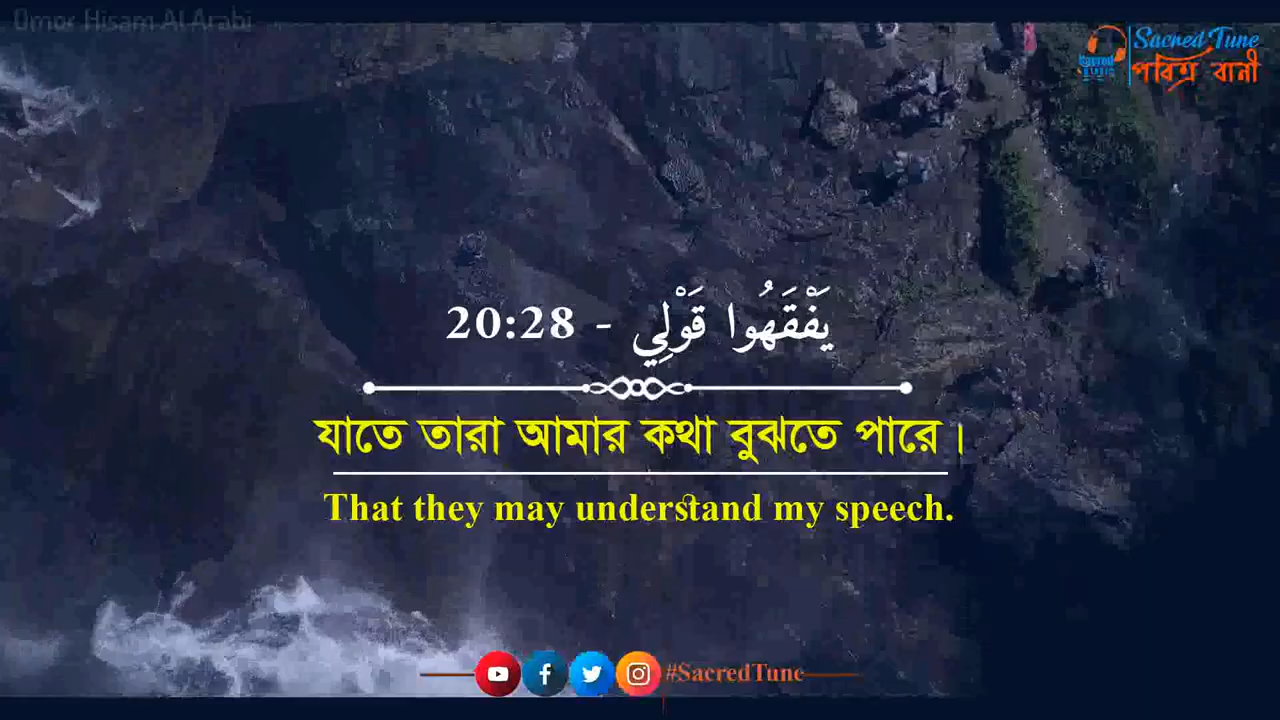 Omor Hisam Al Arabi
Sacred Tune
পবিত্র বানী
يَفْقَهُوا قَوْلِي - 20:28
যাতে তারা আমার কথা বুঝতে পারে।
That they may understand my speech.
#SacredTune